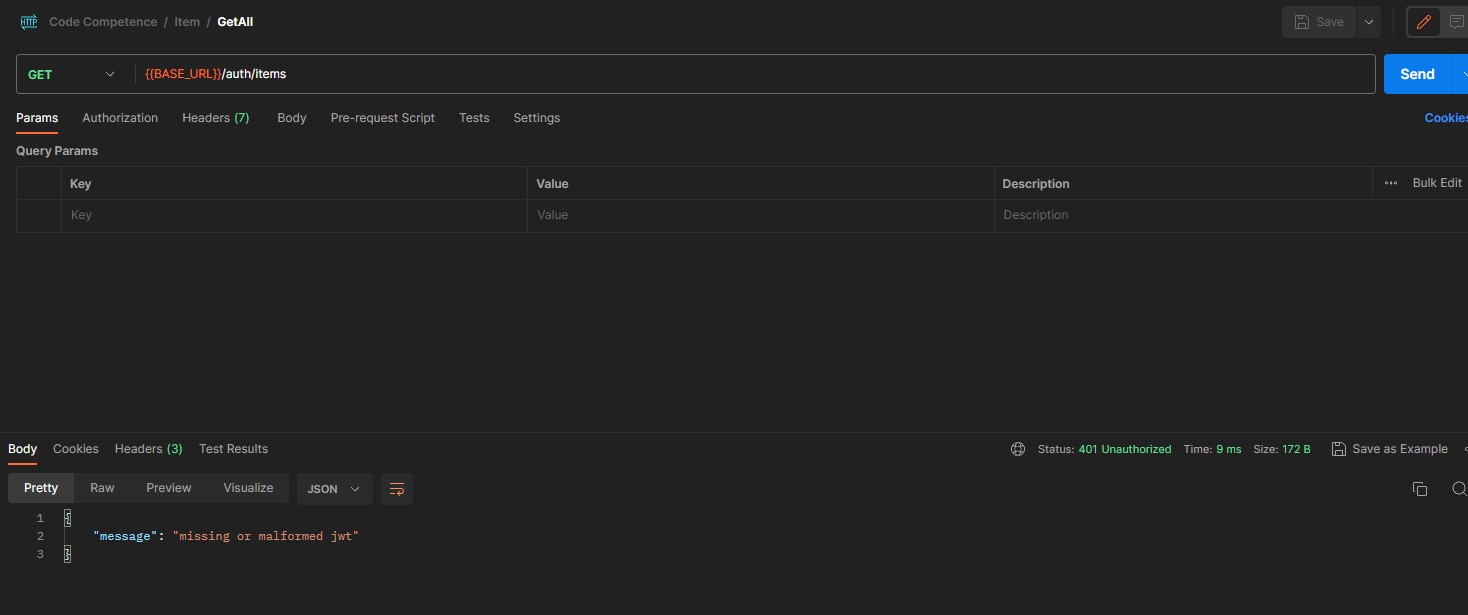 HTTP Code Competence / Item / GetAll Save
GET {{BASE_URL}}/auth/items Send
Params Authorization Headers (7) Body Pre-request Script Tests Settings Cookies
Query Params
Key Value Description Bulk Edit
Key Value Description
Body Cookies Headers (3) Test Results Status: 401 Unauthorized Time: 9 ms Size: 172 B Save as Example
Pretty Raw Preview Visualize JSON
1 {
2 "message": "missing or malformed jwt"
3 }